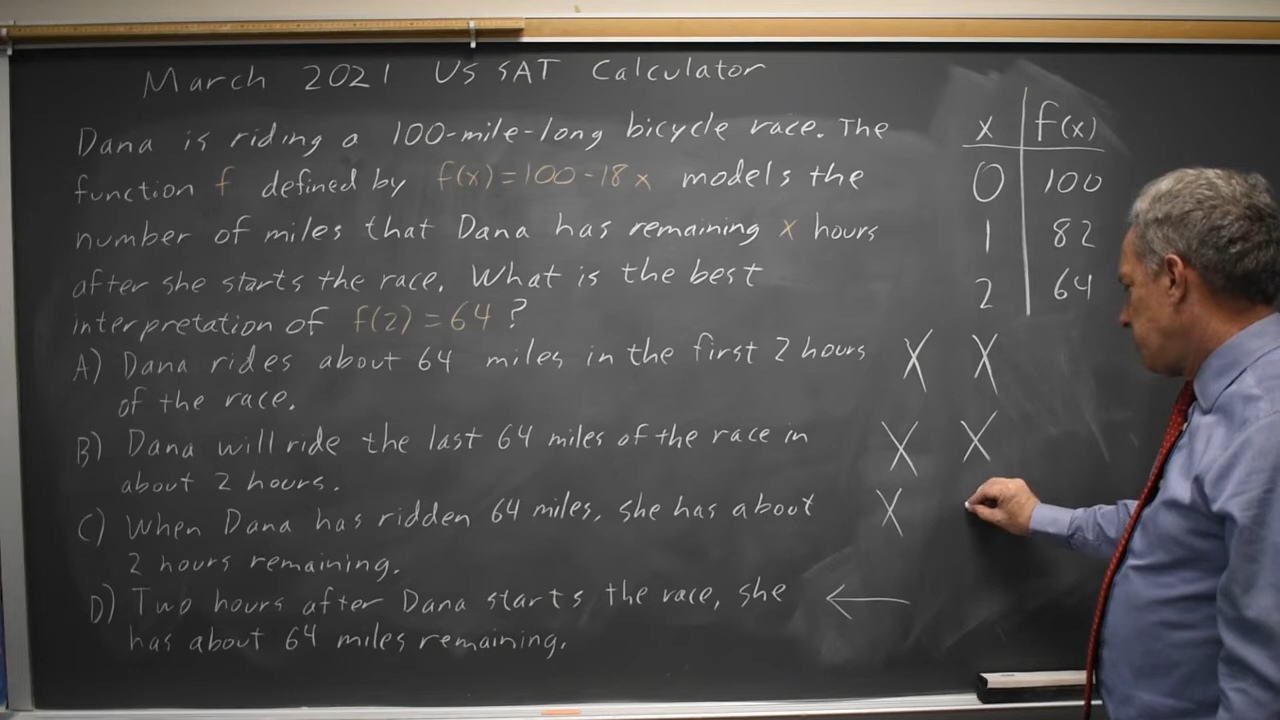 March 2021 US SAT Calculator
Dana is riding a 100-mile-long bicycle race. The
function f defined by f(x) = 100 - 18x models the
number of miles that Dana has remaining x hours
after she starts the race. What is the best
interpretation of f(2) = 64 ?
A) Dana rides about 64 miles in the first 2 hours
of the race.
B) Dana will ride the last 64 miles of the race in
about 2 hours.
C) When Dana has ridden 64 miles, she has about
2 hours remaining.
D) Two hours after Dana starts the race, she
has about 64 miles remaining.
x f(x)
0 100
1 82
2 64
X X
X X
X